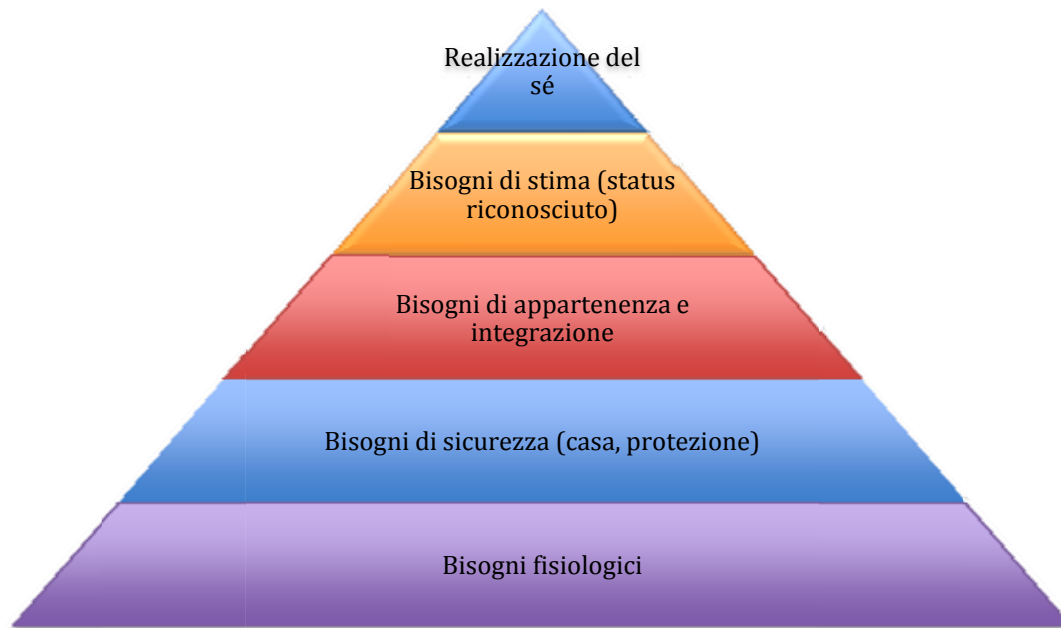 Realizzazione del
sé
Bisogni di stima (status
riconosciuto)
Bisogni di appartenenza e
integrazione
Bisogni di sicurezza (casa, protezione)
Bisogni fisiologici